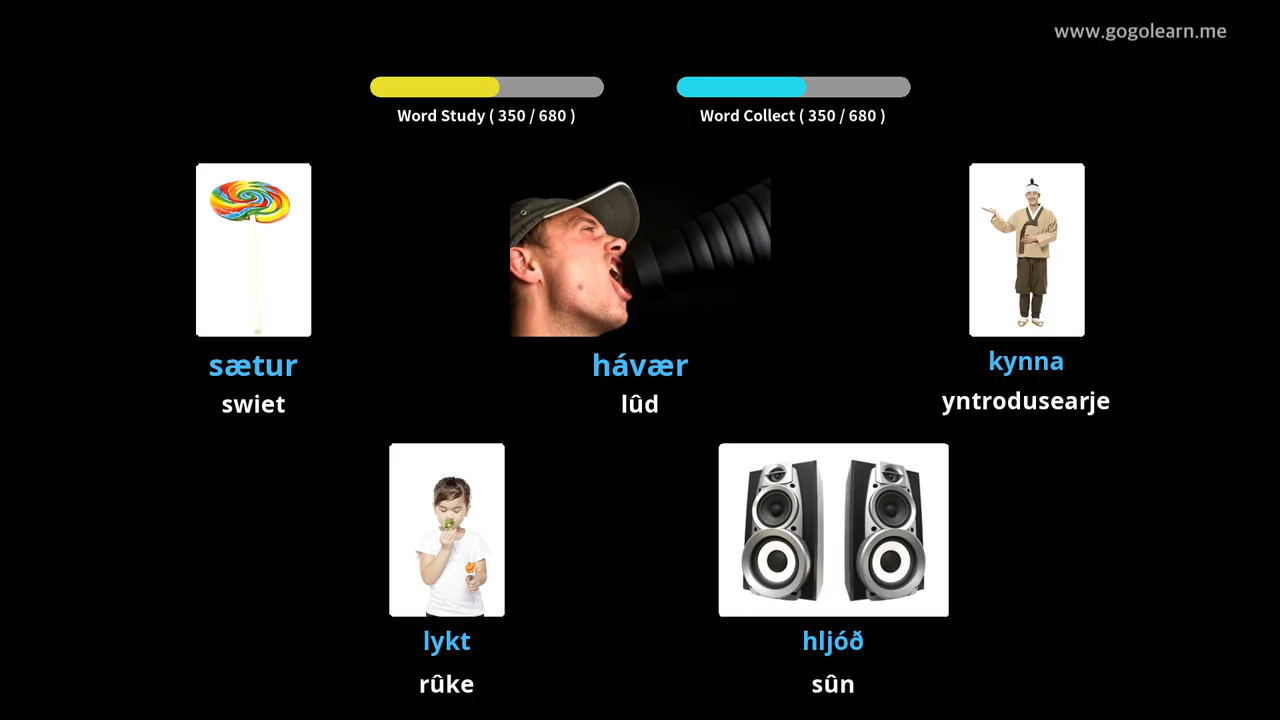 www.gogolearn.me
Word Study ( 350 / 680 )
Word Collect ( 350 / 680 )
sætur
swiet
hávær
lûd
kynna
yntrodusearje
lykt
rûke
hljóð
sûn